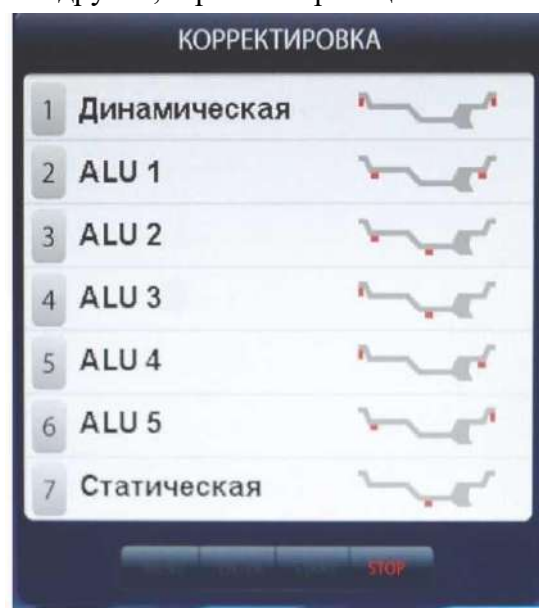 КОРРЕКТИРОВКА
1 Динамическая
2 ALU 1
3 ALU 2
4 ALU 3
5 ALU 4
6 ALU 5
7 Статическая
STOP